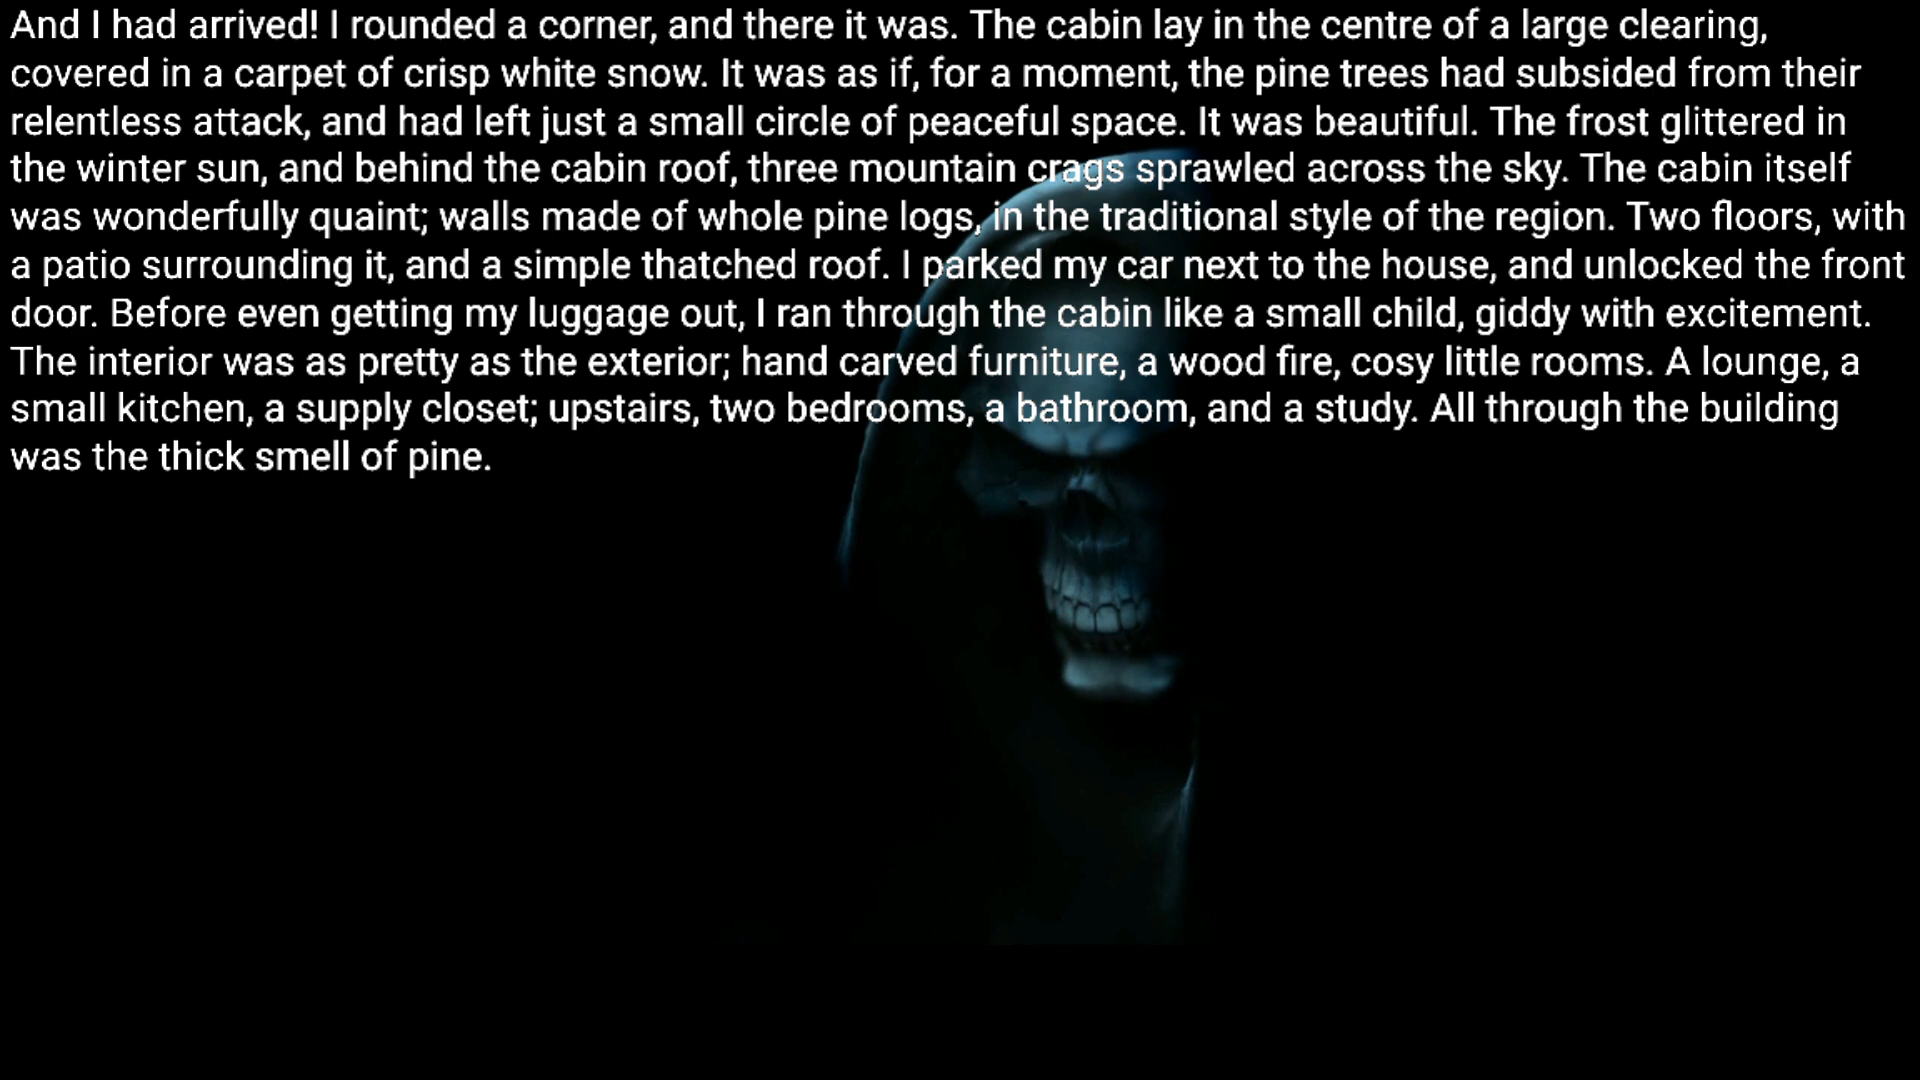 And I had arrived! I rounded a corner, and there it was. The cabin lay in the centre of a large clearing,
covered in a carpet of crisp white snow. It was as if, for a moment, the pine trees had subsided from their
relentless attack, and had left just a small circle of peaceful space. It was beautiful. The frost glittered in
the winter sun, and behind the cabin roof, three mountain crags sprawled across the sky. The cabin itself
was wonderfully quaint; walls made of whole pine logs, in the traditional style of the region. Two floors, with
a patio surrounding it, and a simple thatched roof. I parked my car next to the house, and unlocked the front
door. Before even getting my luggage out, I ran through the cabin like a small child, giddy with excitement.
The interior was as pretty as the exterior; hand carved furniture, a wood fire, cosy little rooms. A lounge, a
small kitchen, a supply closet; upstairs, two bedrooms, a bathroom, and a study. All through the building
was the thick smell of pine.